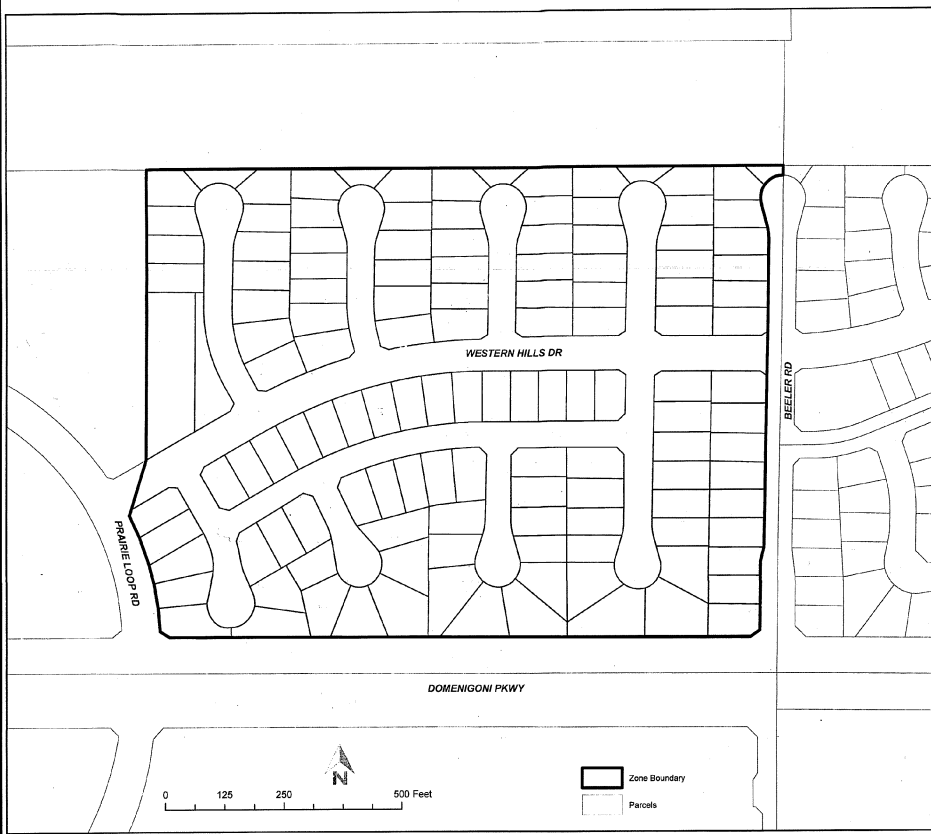 WESTERN HILLS DR
BEELER RD
PRAIRIE LOOP RD
DOMENIGONI PKWY
N
0 125 250 500 Feet
Zone Boundary
Parcels